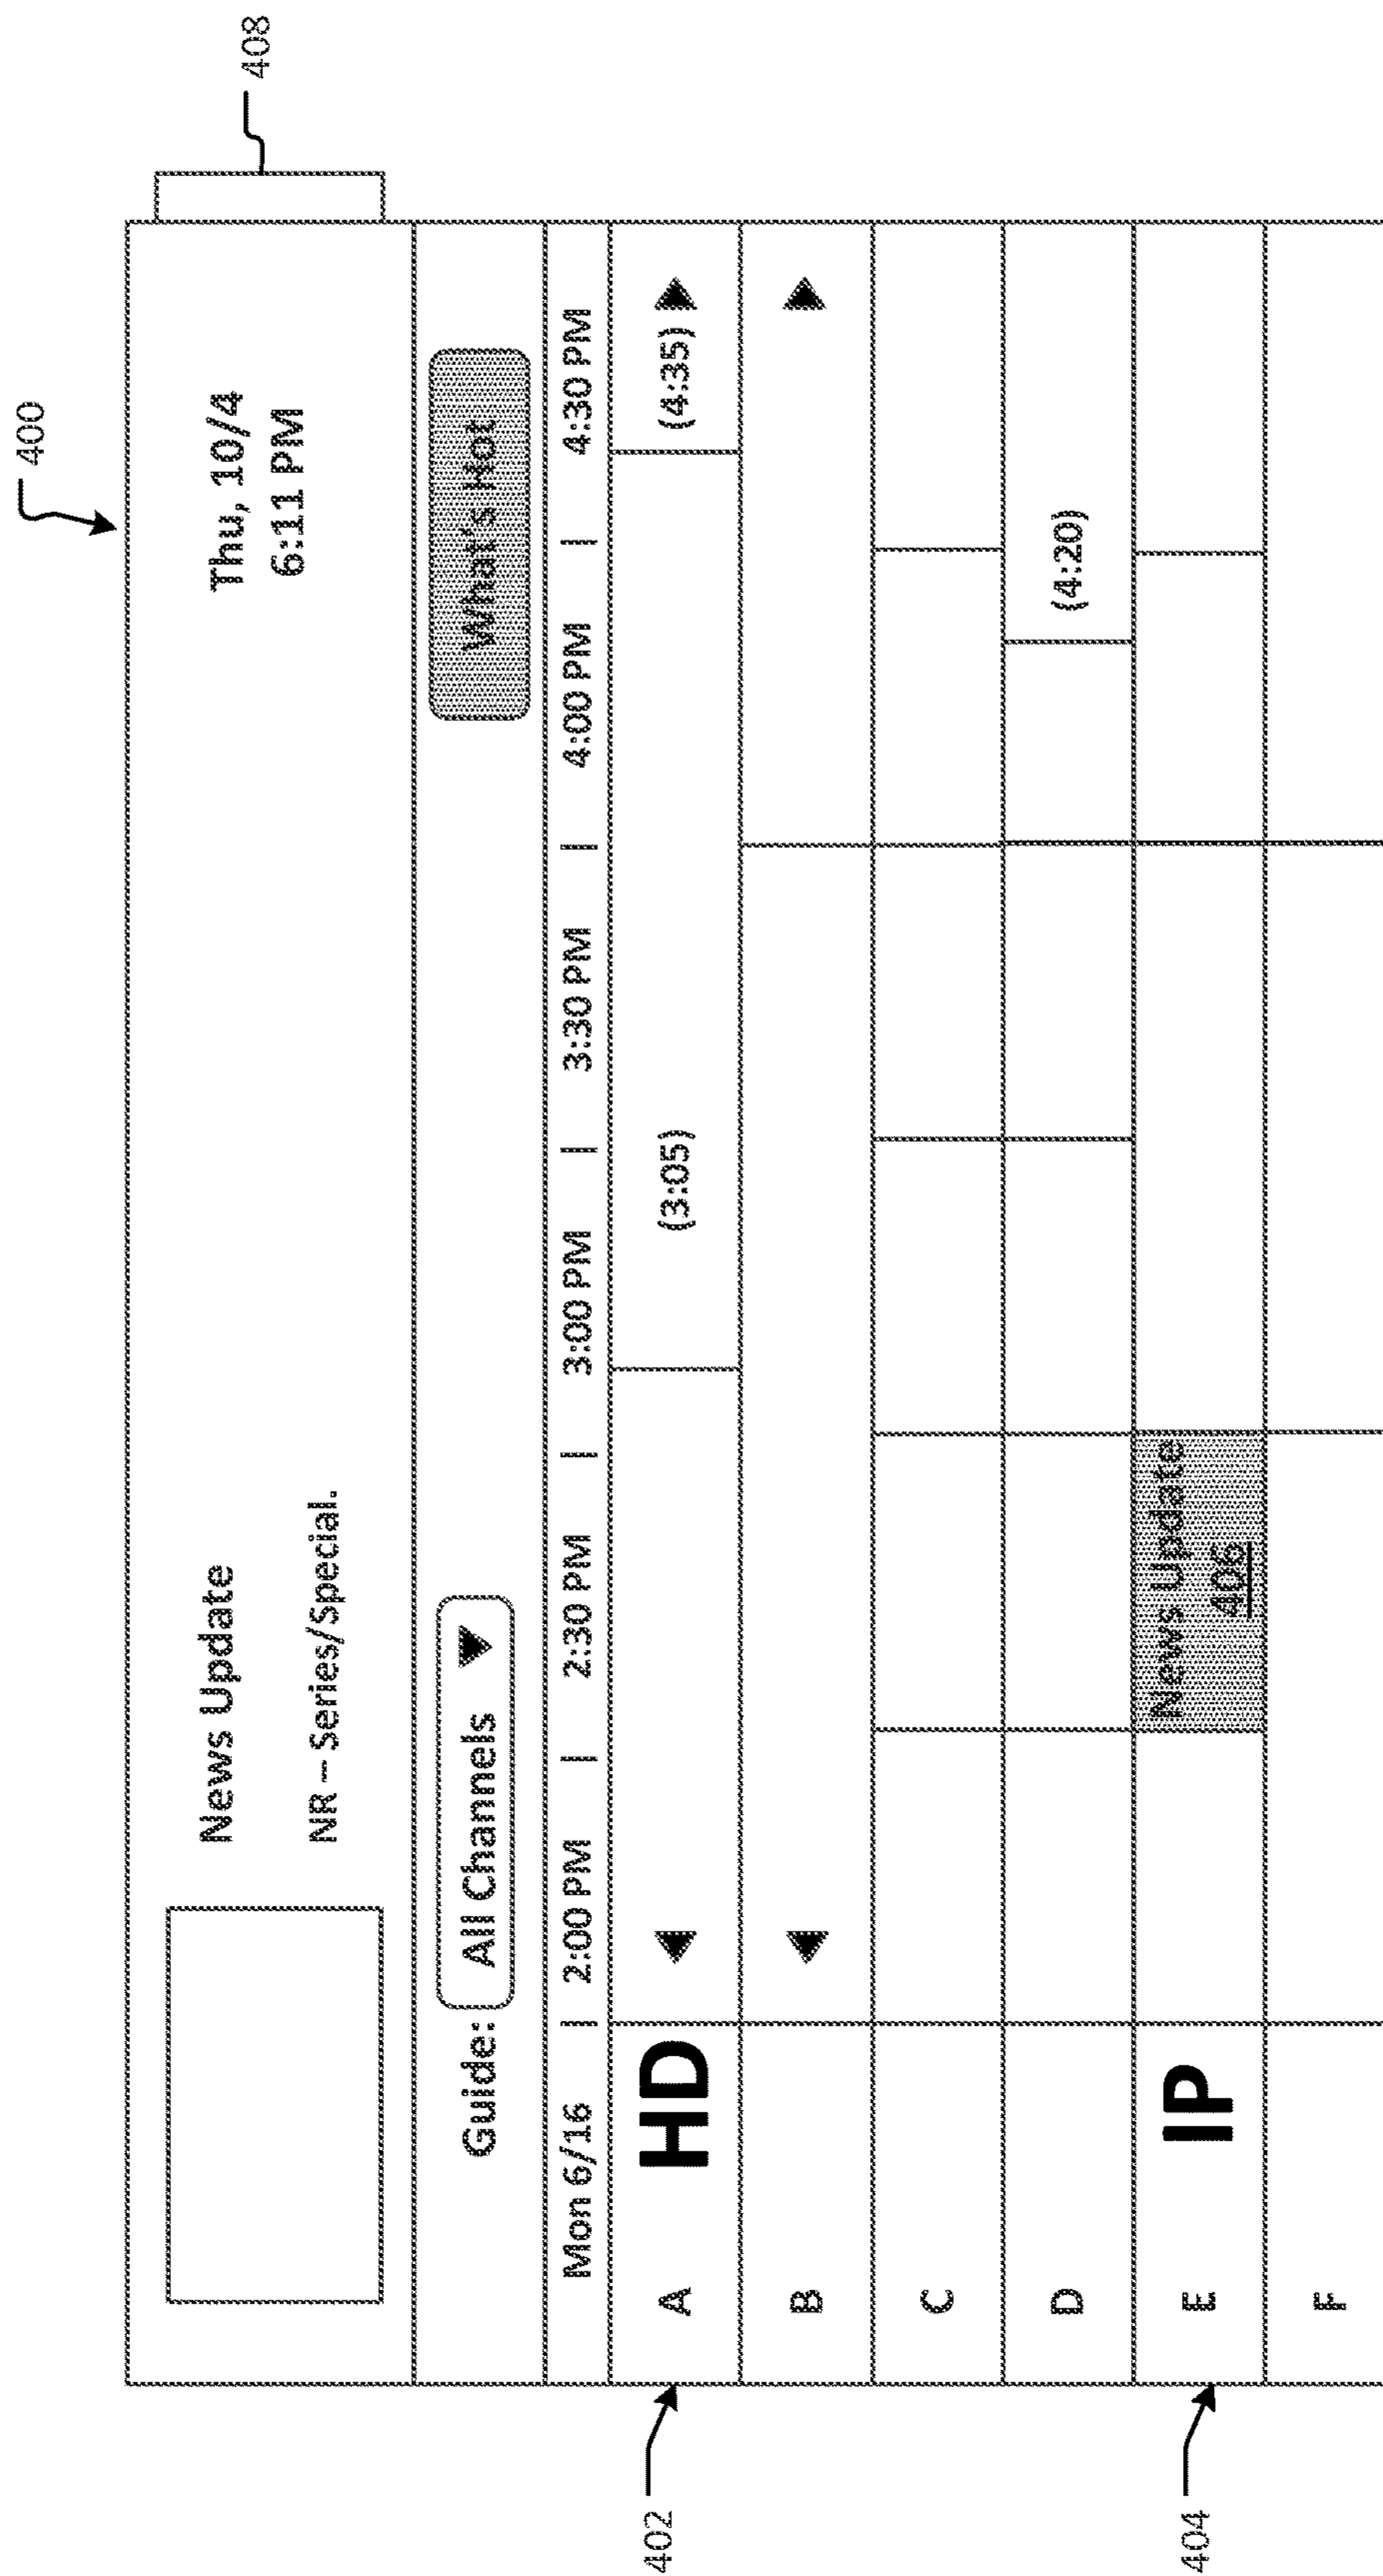 400
408
News Update
Thu, 10/4
NR – Series/Special.
6:11 PM
Guide: All Channels What's Hot
Mon 6/16 | 2:00 PM | 2:30 PM | 3:00 PM | 3:30 PM | 4:00 PM | 4:30 PM
402
A HD (3:05) (4:35)
B
C
D (4:20)
404
E IP News Update
406
F